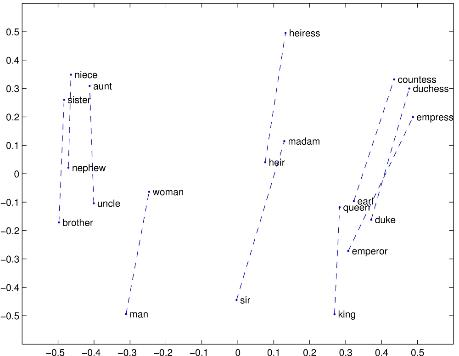 0.5
0.4
0.3
0.2
0.1
0
−0.1
−0.2
−0.3
−0.4
−0.5
heiress
niece
aunt
sister
countess
duchess
empress
madam
heir
nephew
woman
uncle
earl
queen
brother
duke
emperor
sir
man
king
−0.5 −0.4 −0.3 −0.2 −0.1 0 0.1 0.2 0.3 0.4 0.5